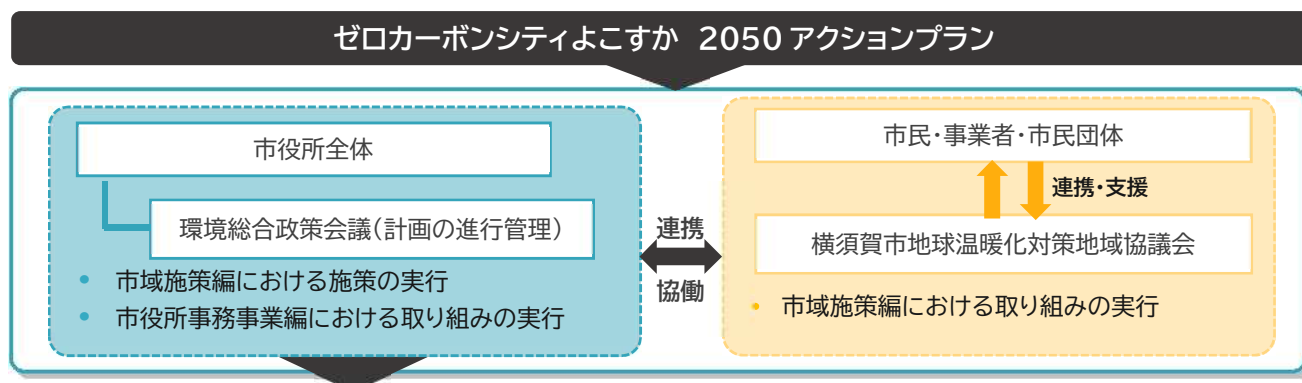 ゼロカーボンシティよこすか 2050 アクションプラン
市役所全体
環境総合政策会議(計画の進行管理)
• 市域施策編における施策の実行
• 市役所事務事業編における取り組みの実行
連携
協働
市民・事業者・市民団体
連携・支援
横須賀市地球温暖化対策地域協議会
• 市域施策編における取り組みの実行